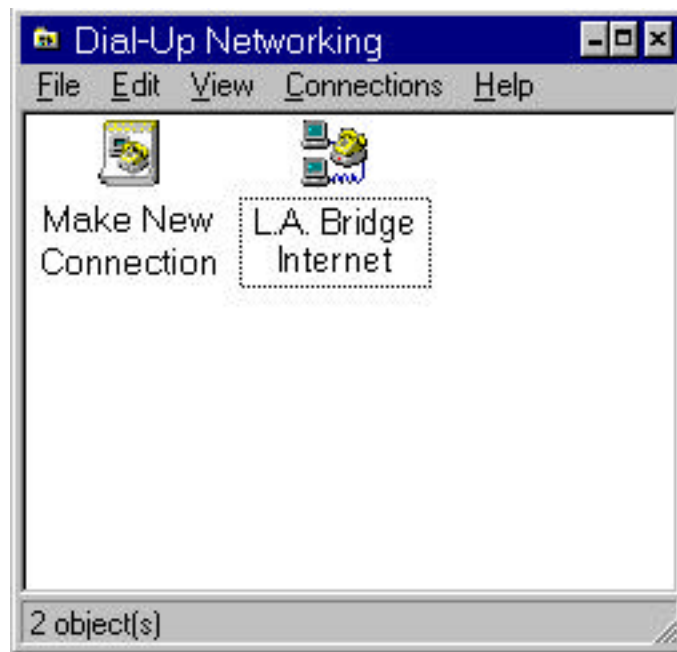 Dial-Up Networking
File Edit View Connections Help
Make New
Connection
L.A. Bridge
Internet
2 object(s)